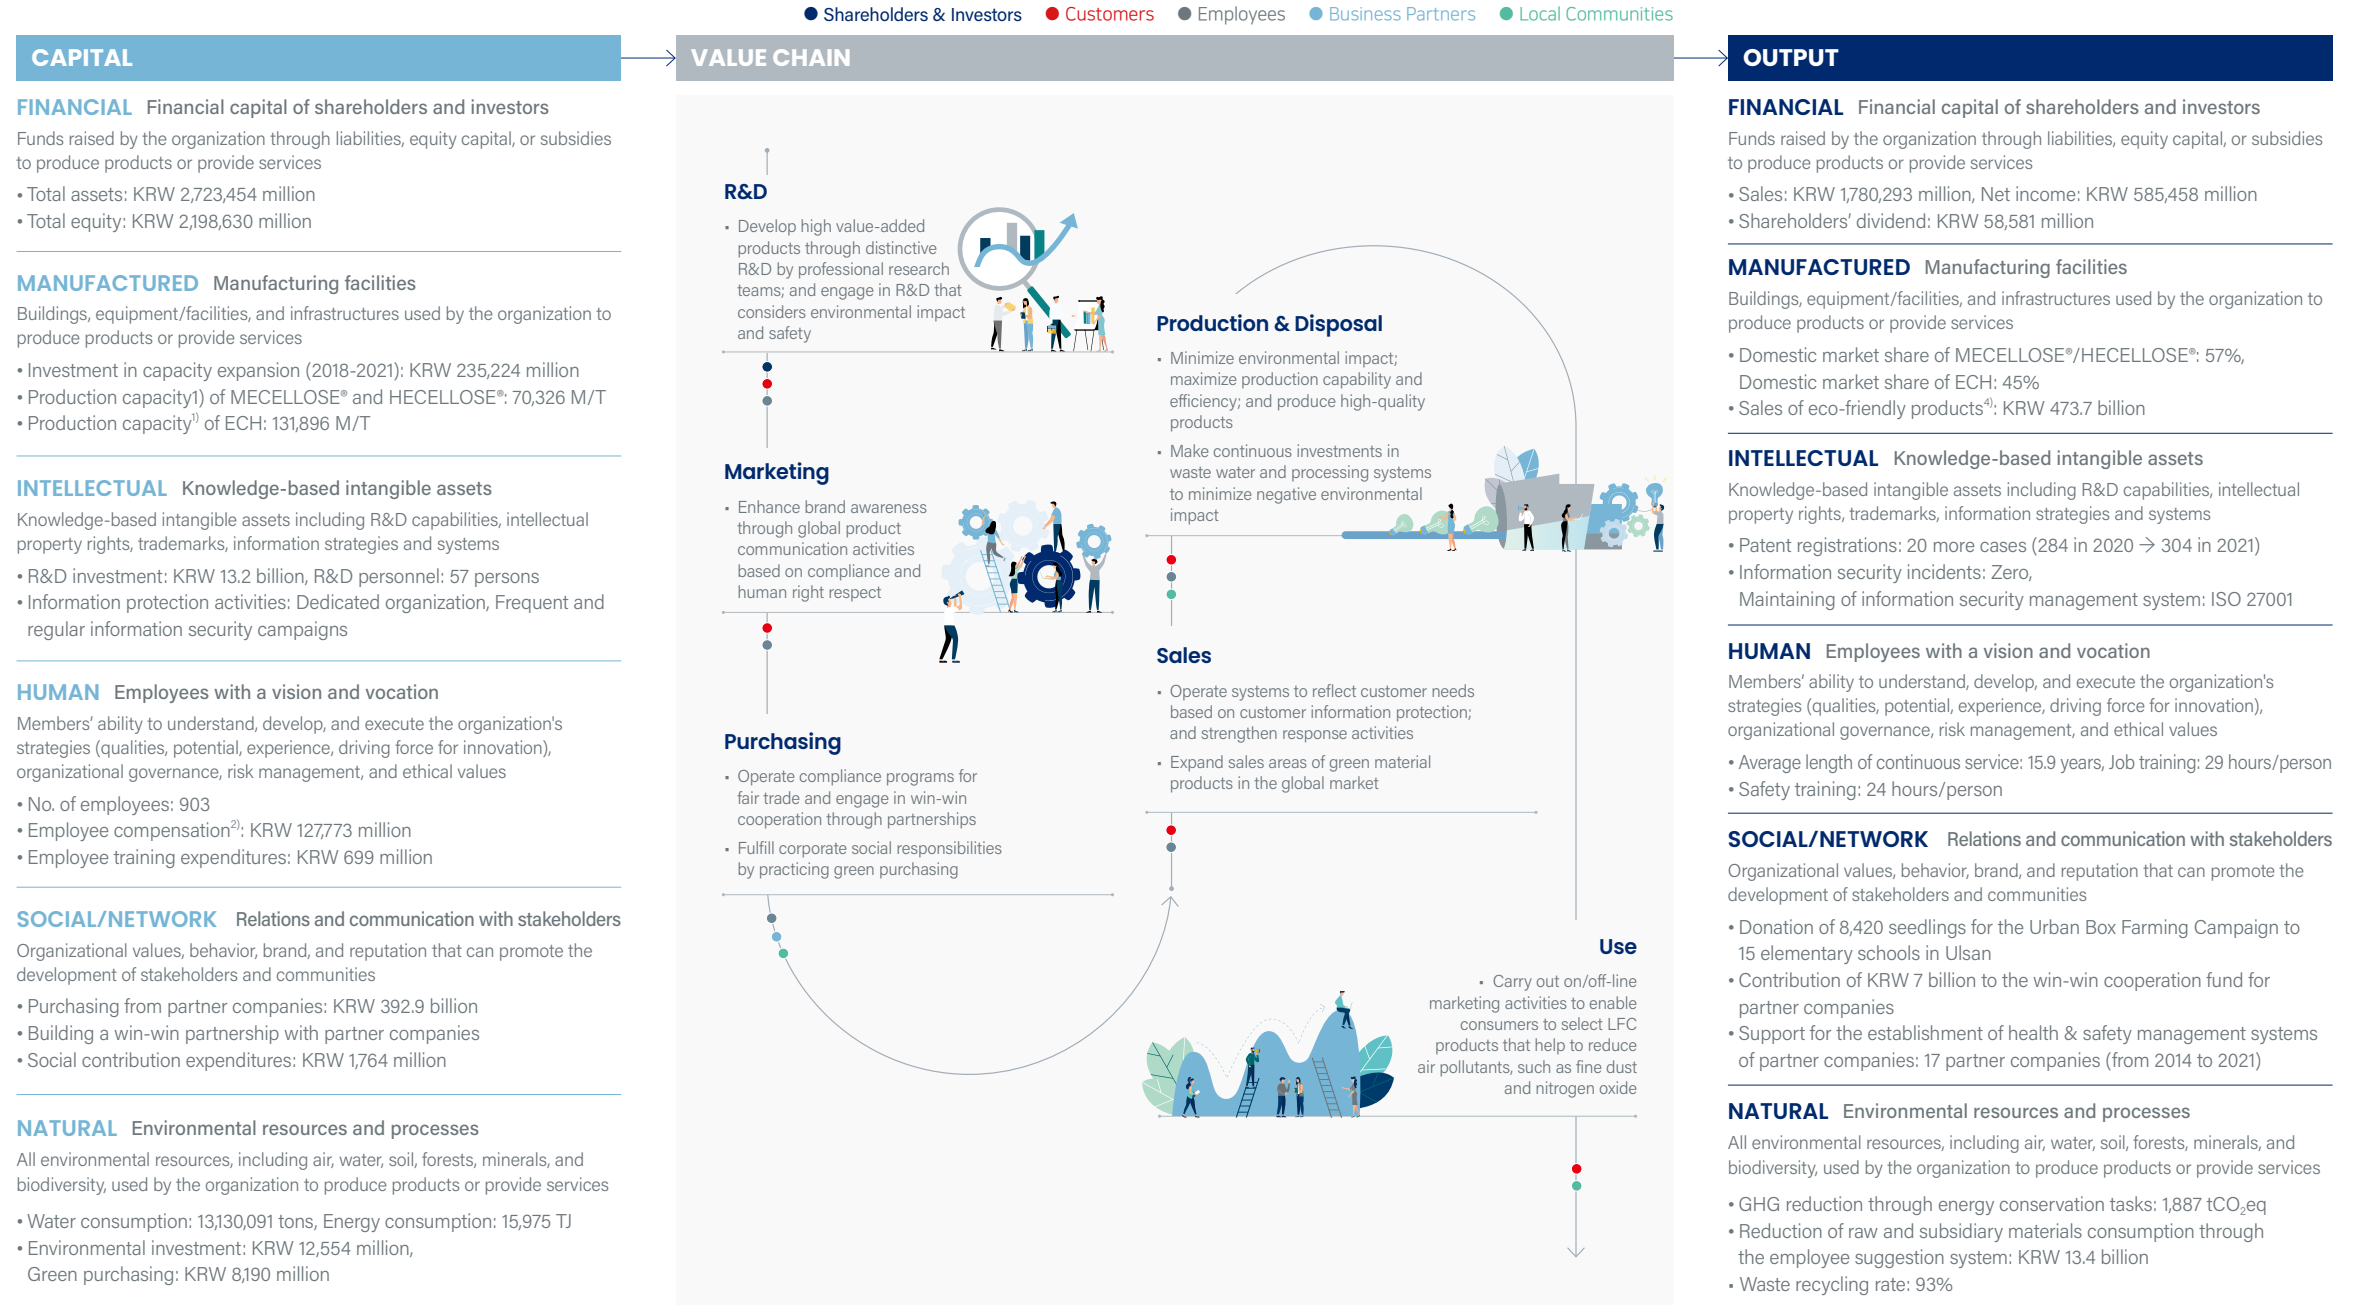 Shareholders & Investors
Customers
Employees
Business Partners
Local Communities
CAPITAL
FINANCIAL Financial capital of shareholders and investors
Funds raised by the organization through liabilities, equity capital, or subsidies
to produce products or provide services
• Total assets: KRW 2,723,454 million
• Total equity: KRW 2,198,630 million
MANUFACTURED Manufacturing facilities
Buildings, equipment/facilities, and infrastructures used by the organization to
produce products or provide services
• Investment in capacity expansion (2018-2021): KRW 235,224 million
• Production capacity1) of MECELLOSE® and HECELLOSE®: 70,326 M/T
• Production capacity1) of ECH: 131,896 M/T
INTELLECTUAL Knowledge-based intangible assets
Knowledge-based intangible assets including R&D capabilities, intellectual
property rights, trademarks, information strategies and systems
• R&D investment: KRW 13.2 billion, R&D personnel: 57 persons
• Information protection activities: Dedicated organization, Frequent and
regular information security campaigns
HUMAN Employees with a vision and vocation
Members' ability to understand, develop, and execute the organization's
strategies (qualities, potential, experience, driving force for innovation),
organizational governance, risk management, and ethical values
• No. of employees: 903
• Employee compensation2): KRW 127,773 million
• Employee training expenditures: KRW 699 million
SOCIAL/NETWORK Relations and communication with stakeholders
Organizational values, behavior, brand, and reputation that can promote the
development of stakeholders and communities
• Purchasing from partner companies: KRW 392.9 billion
• Building a win-win partnership with partner companies
• Social contribution expenditures: KRW 1,764 million
NATURAL Environmental resources and processes
All environmental resources, including air, water, soil, forests, minerals, and
biodiversity, used by the organization to produce products or provide services
• Water consumption: 13,130,091 tons, Energy consumption: 15,975 TJ
• Environmental investment: KRW 12,554 million,
Green purchasing: KRW 8,190 million
VALUE CHAIN
R&D
• Develop high value-added
products through distinctive
R&D by professional research
teams; and engage in R&D that
considers environmental impact
and safety
Marketing
• Enhance brand awareness
through global product
communication activities
based on compliance and
human right respect
Purchasing
• Operate compliance programs for
fair trade and engage in win-win
cooperation through partnerships
• Fulfill corporate social responsibilities
by practicing green purchasing
Production & Disposal
• Minimize environmental impact;
maximize production capability and
efficiency; and produce high-quality
products
• Make continuous investments in
waste water and processing systems
to minimize negative environmental
impact
Sales
• Operate systems to reflect customer needs
based on customer information protection;
and strengthen response activities
• Expand sales areas of green material
products in the global market
Use
• Carry out on/off-line
marketing activities to enable
consumers to select LFC
products that help to reduce
air pollutants, such as fine dust
and nitrogen oxide
OUTPUT
FINANCIAL Financial capital of shareholders and investors
Funds raised by the organization through liabilities, equity capital, or subsidies
to produce products or provide services
• Sales: KRW 1,780,293 million, Net income: KRW 585,458 million
• Shareholders' dividend: KRW 58,581 million
MANUFACTURED Manufacturing facilities
Buildings, equipment/facilities, and infrastructures used by the organization to
produce products or provide services
• Domestic market share of MECELLOSE®/HECELLOSE®: 57%,
Domestic market share of ECH: 45%
• Sales of eco-friendly products4): KRW 473.7 billion
INTELLECTUAL Knowledge-based intangible assets
Knowledge-based intangible assets including R&D capabilities, intellectual
property rights, trademarks, information strategies and systems
• Patent registrations: 20 more cases (284 in 2020 → 304 in 2021)
• Information security incidents: Zero,
Maintaining of information security management system: ISO 27001
HUMAN Employees with a vision and vocation
Members' ability to understand, develop, and execute the organization's
strategies (qualities, potential, experience, driving force for innovation),
organizational governance, risk management, and ethical values
• Average length of continuous service: 15.9 years, Job training: 29 hours/person
• Safety training: 24 hours/person
SOCIAL/NETWORK Relations and communication with stakeholders
Organizational values, behavior, brand, and reputation that can promote the
development of stakeholders and communities
• Donation of 8,420 seedlings for the Urban Box Farming Campaign to
15 elementary schools in Ulsan
• Contribution of KRW 7 billion to the win-win cooperation fund for
partner companies
• Support for the establishment of health & safety management systems
of partner companies: 17 partner companies (from 2014 to 2021)
NATURAL Environmental resources and processes
All environmental resources, including air, water, soil, forests, minerals, and
biodiversity, used by the organization to produce products or provide services
• GHG reduction through energy conservation tasks: 1,887 tCO2eq
• Reduction of raw and subsidiary materials consumption through
the employee suggestion system: KRW 13.4 billion
• Waste recycling rate: 93%